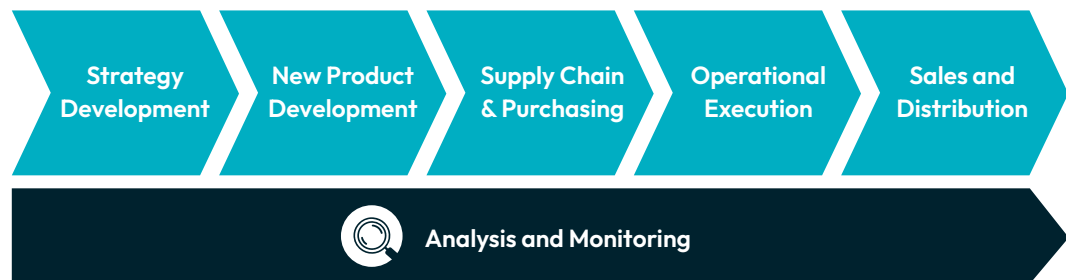 Strategy
Development
New Product
Development
Supply Chain
& Purchasing
Operational
Execution
Sales and
Distribution
Analysis and Monitoring